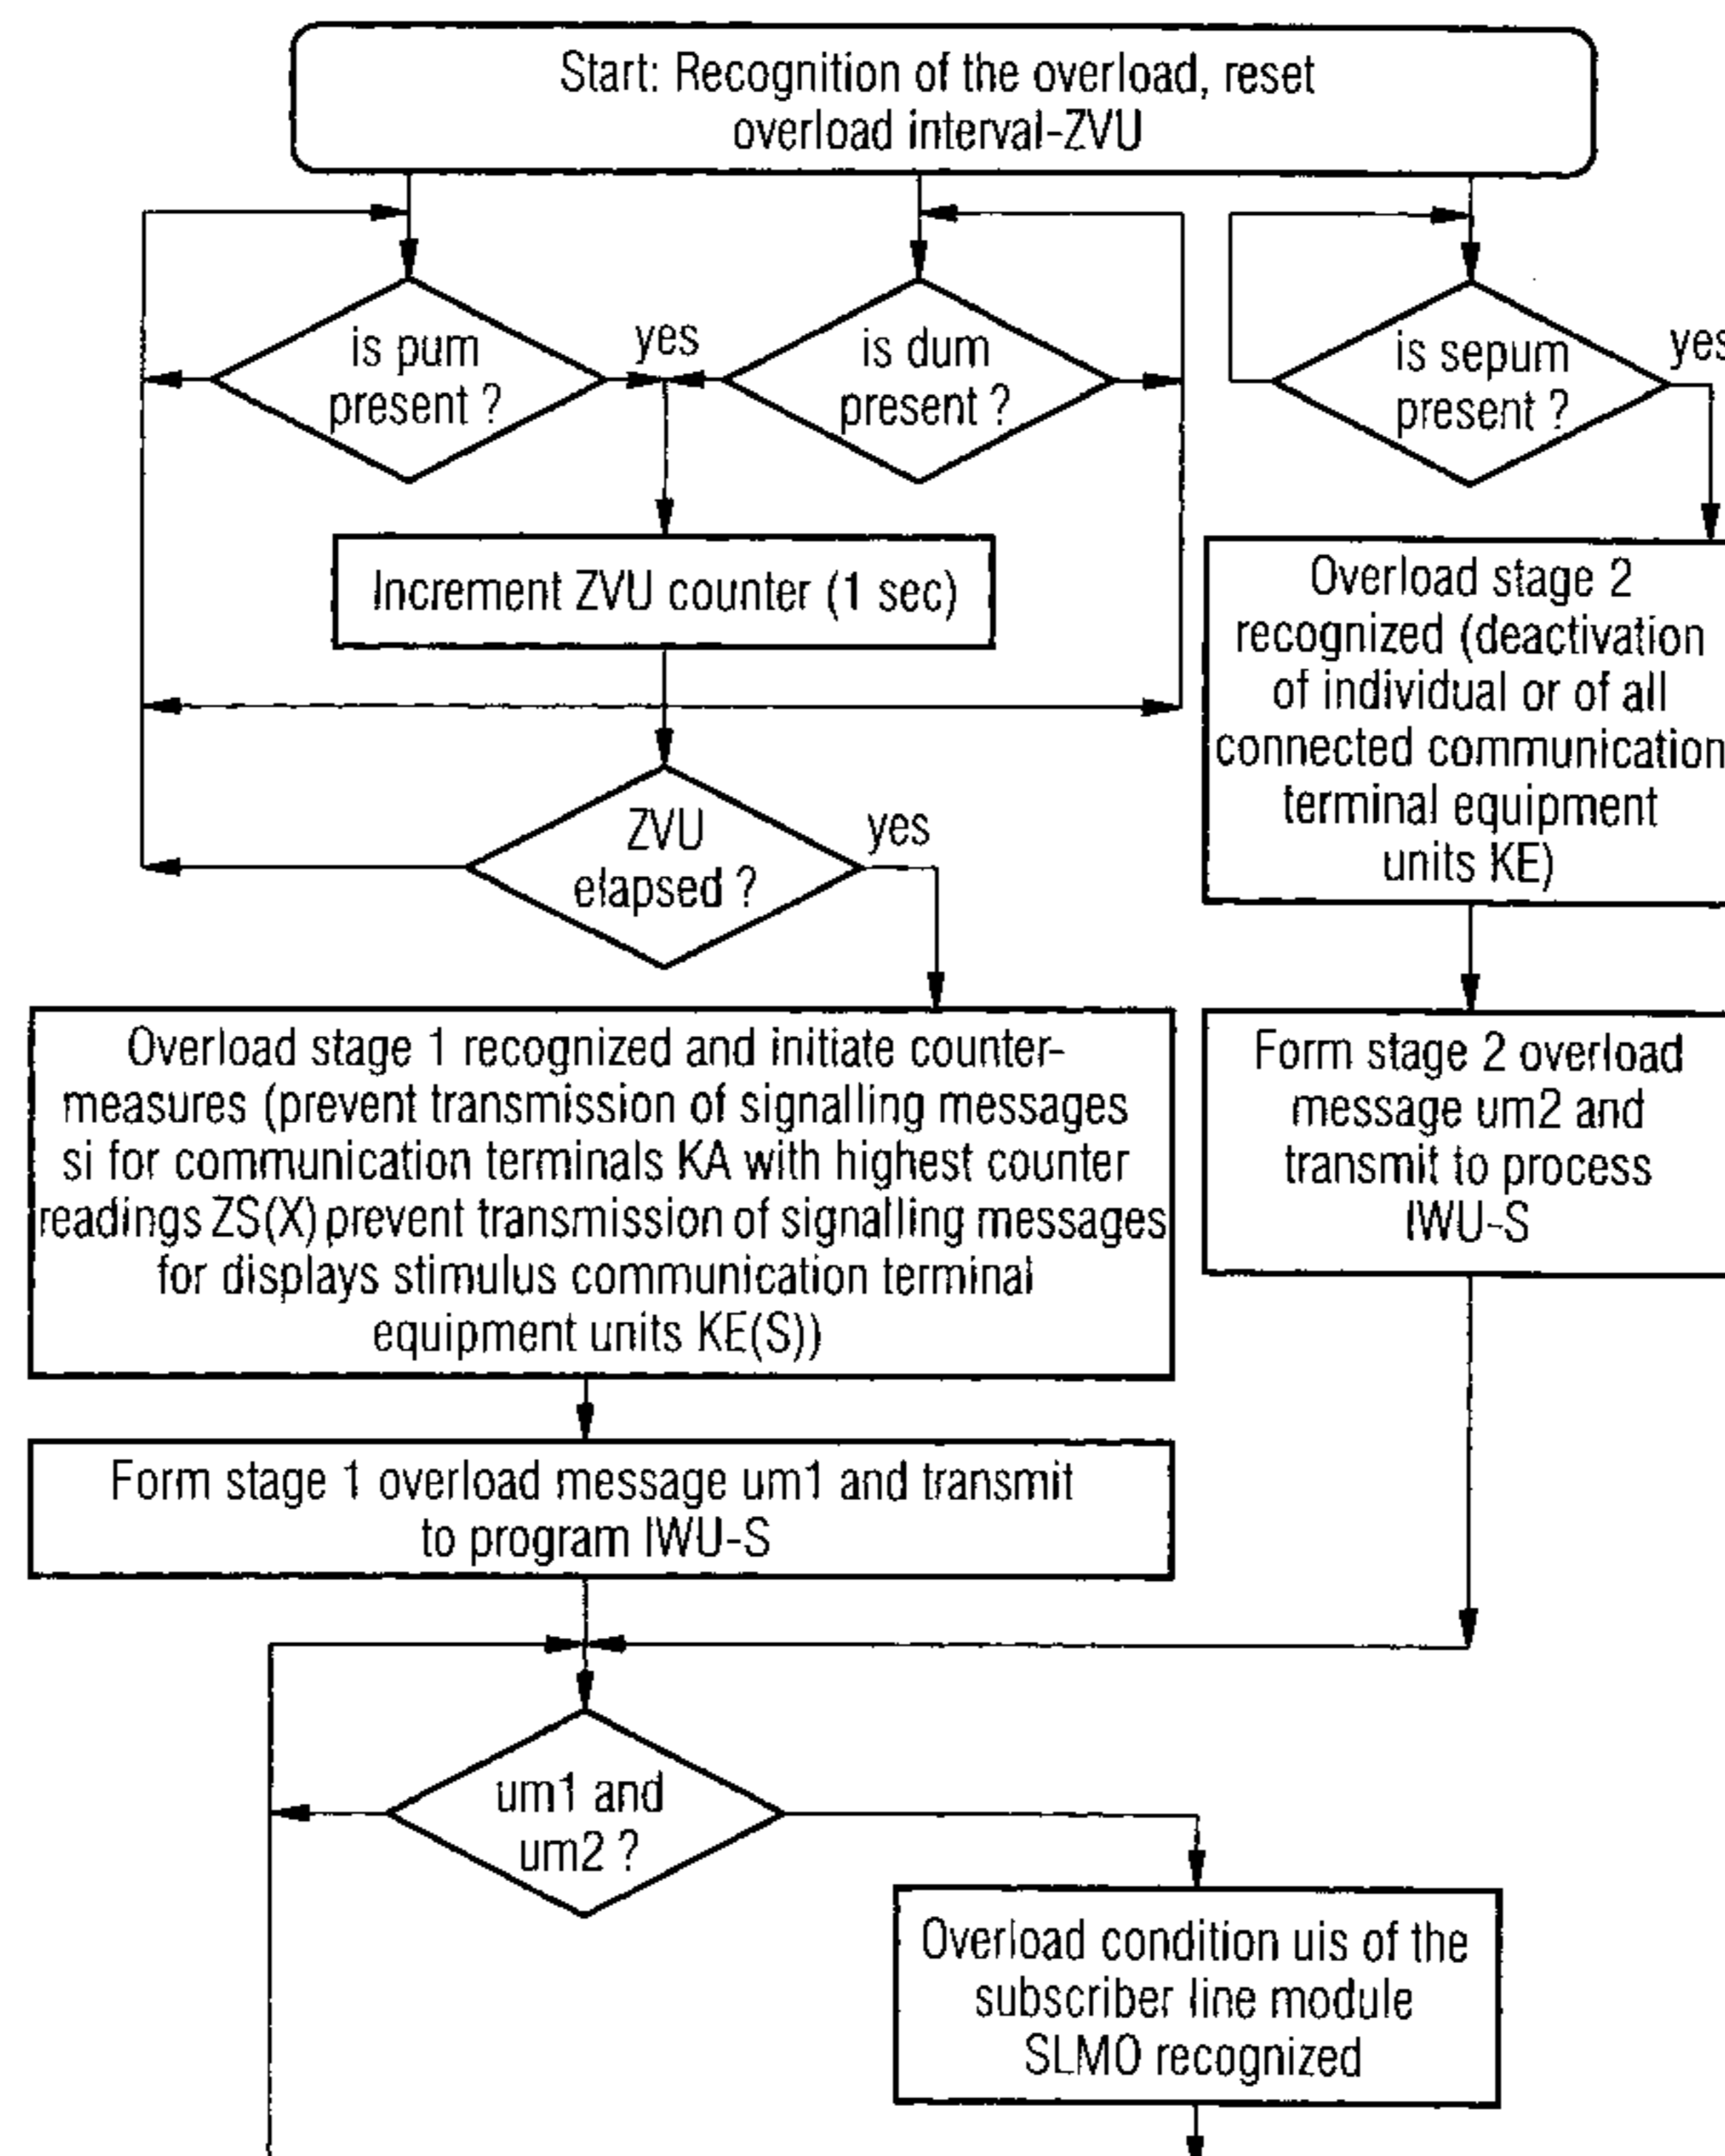 Start: Recognition of the overload, reset
overload interval-ZVU
is pum
present ?
yes
is dum
present ?
is sepum
present ?
yes
Increment ZVU counter (1 sec)
Overload stage 2
recognized (deactivation
of individual or of all
connected communication
terminal equipment
units KE)
ZVU
elapsed ?
yes
Overload stage 1 recognized and initiate counter-
measures (prevent transmission of signalling messages
si for communication terminals KA with highest counter
readings ZS(X) prevent transmission of signalling messages
for displays stimulus communication terminal
equipment units KE(S))
Form stage 2 overload
message um2 and
transmit to process
IWU-S
Form stage 1 overload message um1 and transmit
to program IWU-S
um1 and
um2 ?
Overload condition uis of the
subscriber line module
SLMO recognized